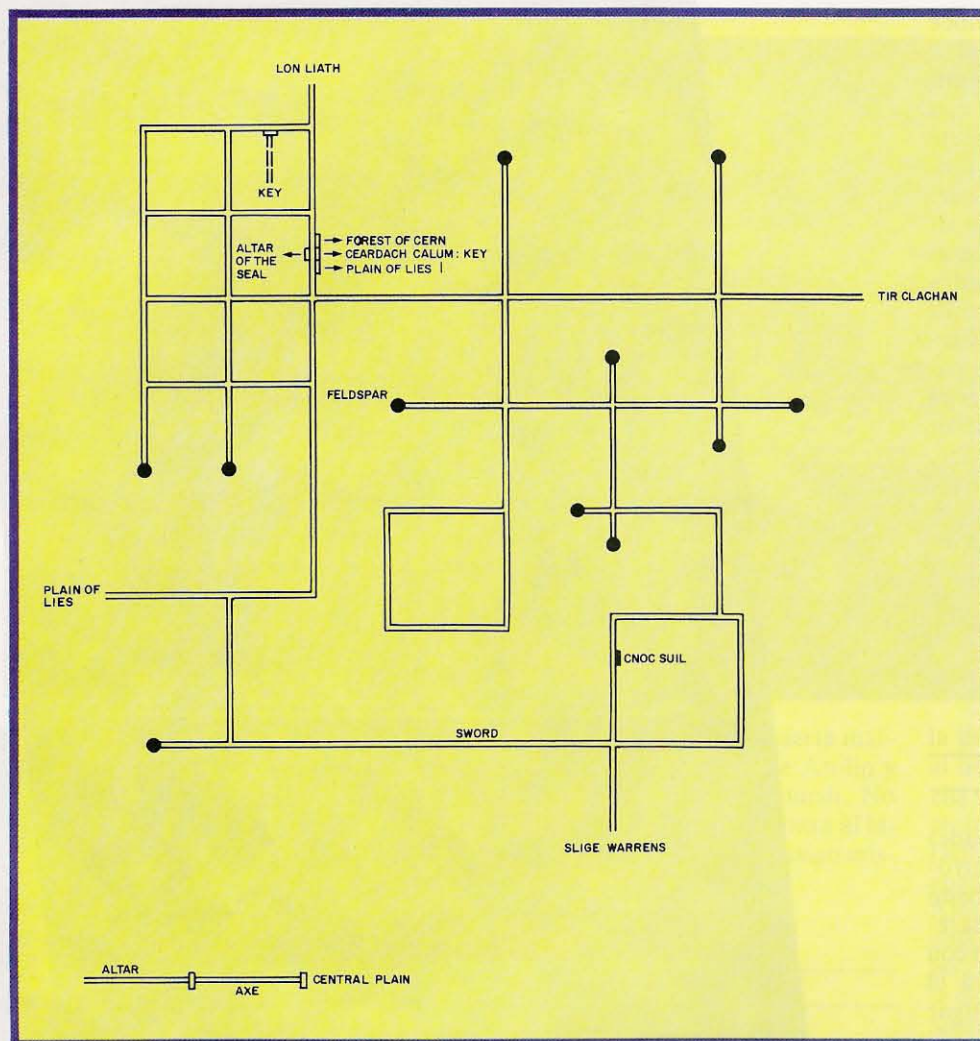 LON LIATH
KEY
ALTAR
OF THE
SEAL
FOREST OF CERN
CEARDACH CALUM: KEY
PLAIN OF LIES
TIR CLACHAN
FELDSPAR
PLAIN OF
LIES
CNOC SUIL
SWORD
SLIGE WARRENS
ALTAR
AXE
CENTRAL PLAIN